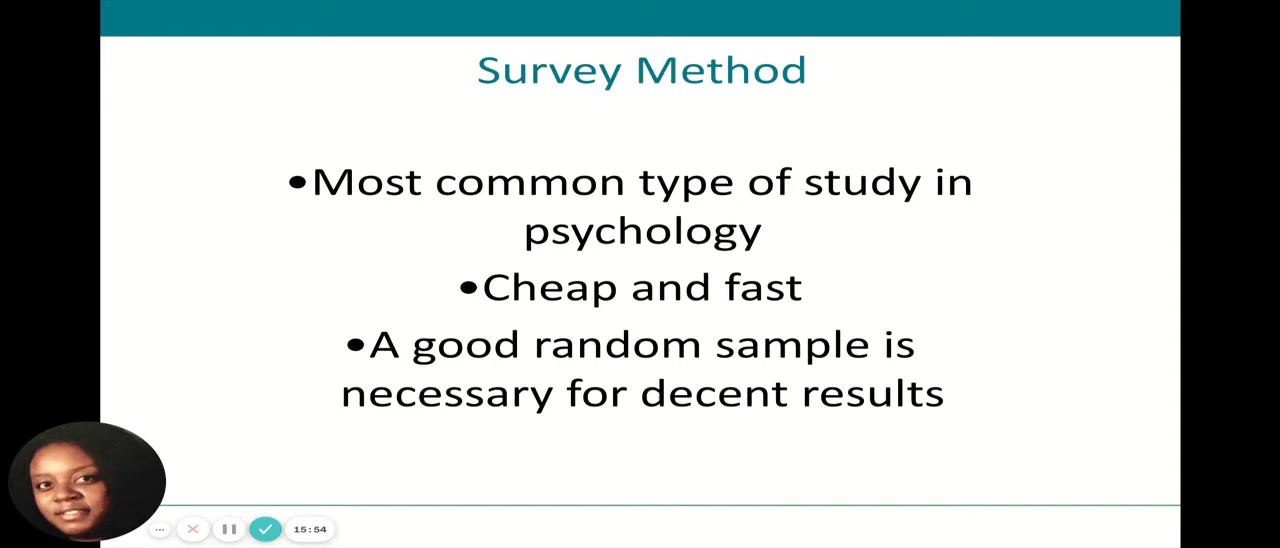 Survey Method
•Most common type of study in
psychology
•Cheap and fast
•A good random sample is
necessary for decent results
15:54